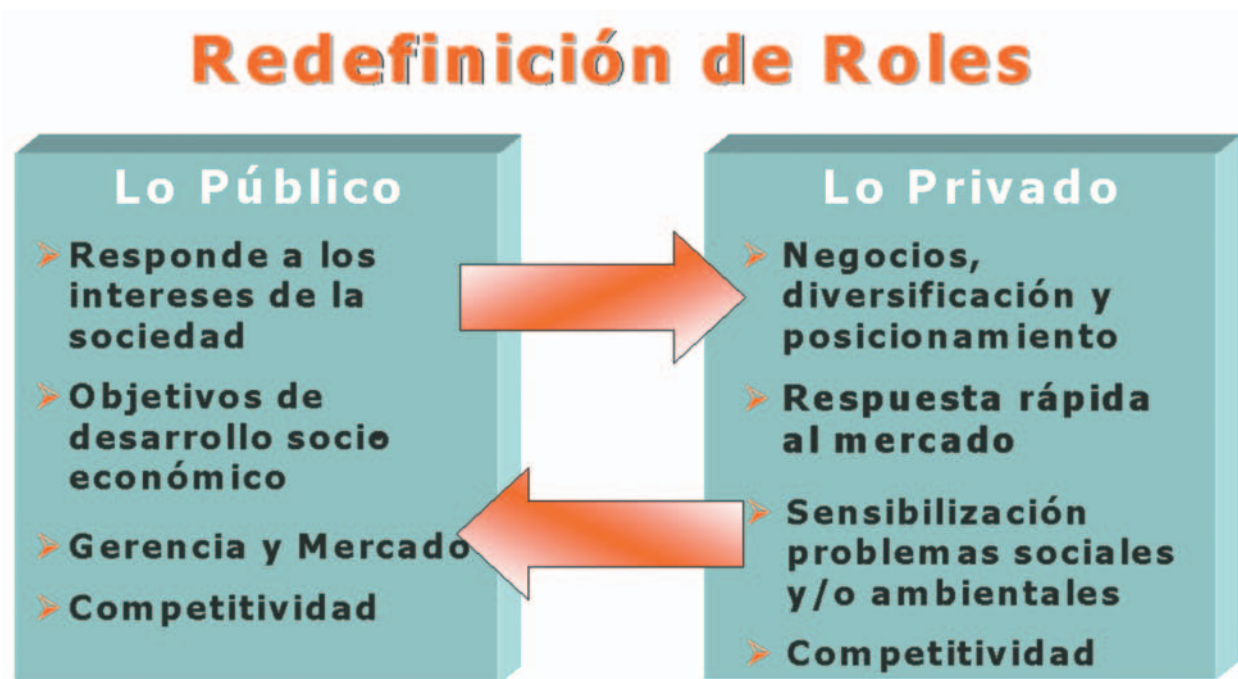 Redefinición de Roles
Lo Público
Responde a los
intereses de la
sociedad
Objetivos de
desarrollo socio
económico
Gerencia y Mercado
Competitividad
Lo Privado
Negocios,
diversificación y
posicionamiento
Respuesta rápida
al mercado
Sensibilización
problemas sociales
y/o ambientales
Competitividad